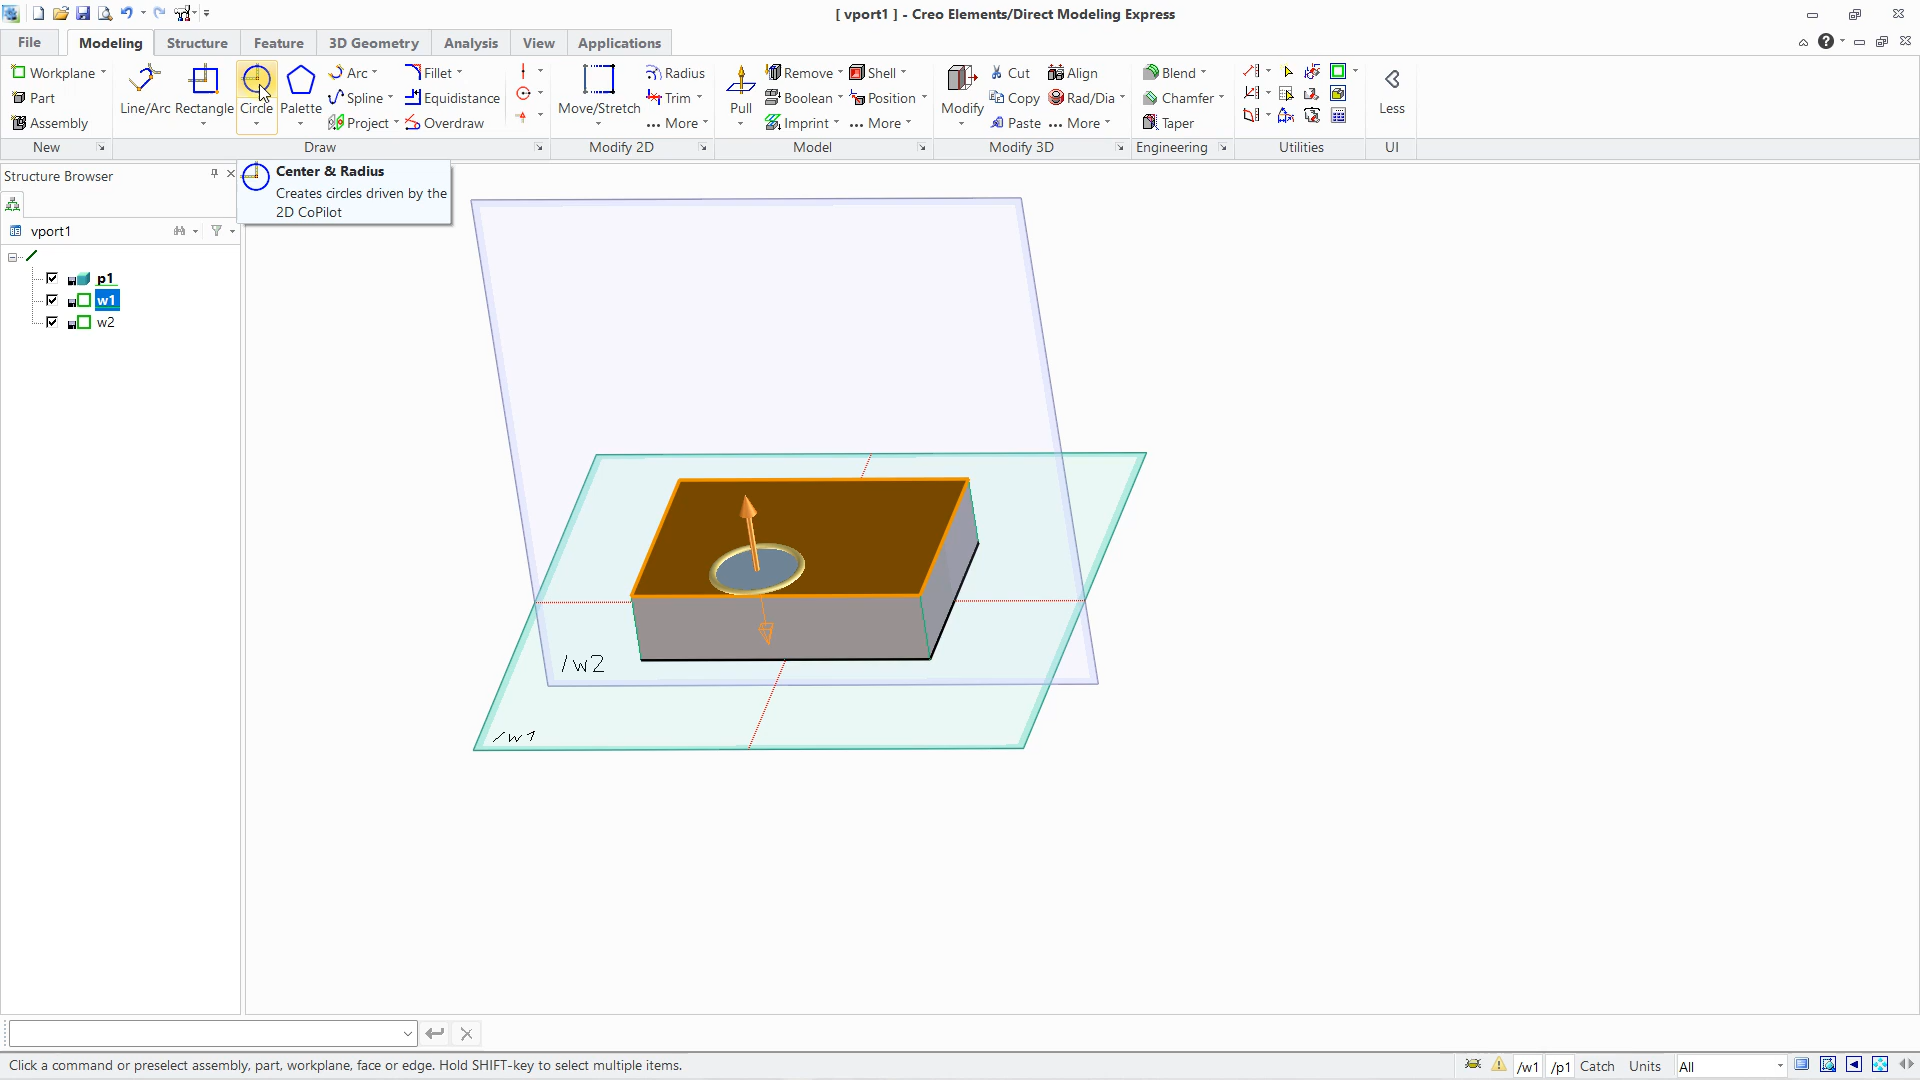 [ vport1 ] - Creo Elements/Direct Modeling Express
File
Modeling
Structure
Feature
3D Geometry
Analysis
View
Applications
Workplane
Part
Assembly
New
Line/Arc
Rectangle
Circle
Palette
Arc
Spline
Project
Fillet
Equidistance
Overdraw
Draw
Move/Stretch
Radius
Trim
... More
Modify 2D
Pull
Remove
Boolean
Imprint
Shell
Position
... More
Model
Modify
Cut
Copy
Paste
Align
Rad/Dia
... More
Modify 3D
Blend
Chamfer
Taper
Engineering
Utilities
Less
UI
Structure Browser
Center & Radius
Creates circles driven by the
2D CoPilot
vport1
p1
w1
w2
/w2
/w1
Click a command or preselect assembly, part, workplane, face or edge. Hold SHIFT-key to select multiple items.
/w1
/p1
Catch
Units
All